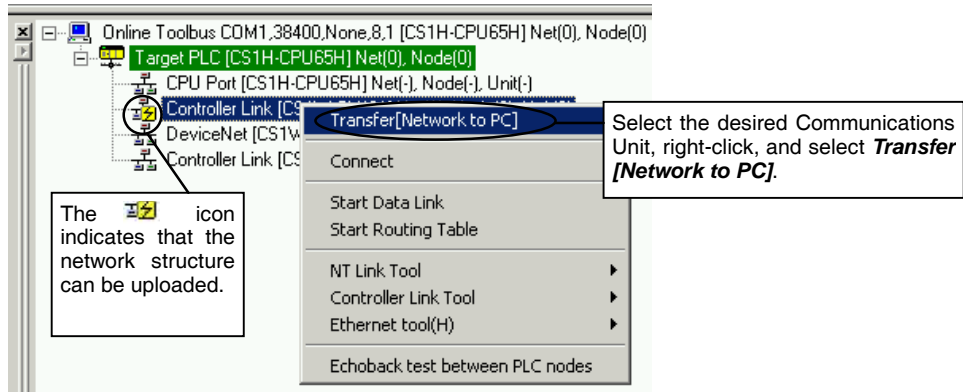 Online Toolbus COM1,38400,None,8,1 [CS1H-CPU65H] Net(0), Node(0)
Target PLC [CS1H-CPU65H] Net(0), Node(0)
CPU Port [CS1H-CPU65H] Net(-), Node(-), Unit(-)
Controller Link [CS
DeviceNet [CS1W
Controller Link [CS
Transfer[Network to PC]
Connect
Start Data Link
Start Routing Table
NT Link Tool
Controller Link Tool
Ethernet tool(H)
Echoback test between PLC nodes
Select the desired Communications
Unit, right-click, and select Transfer
[Network to PC].
The icon
indicates that the
network structure
can be uploaded.